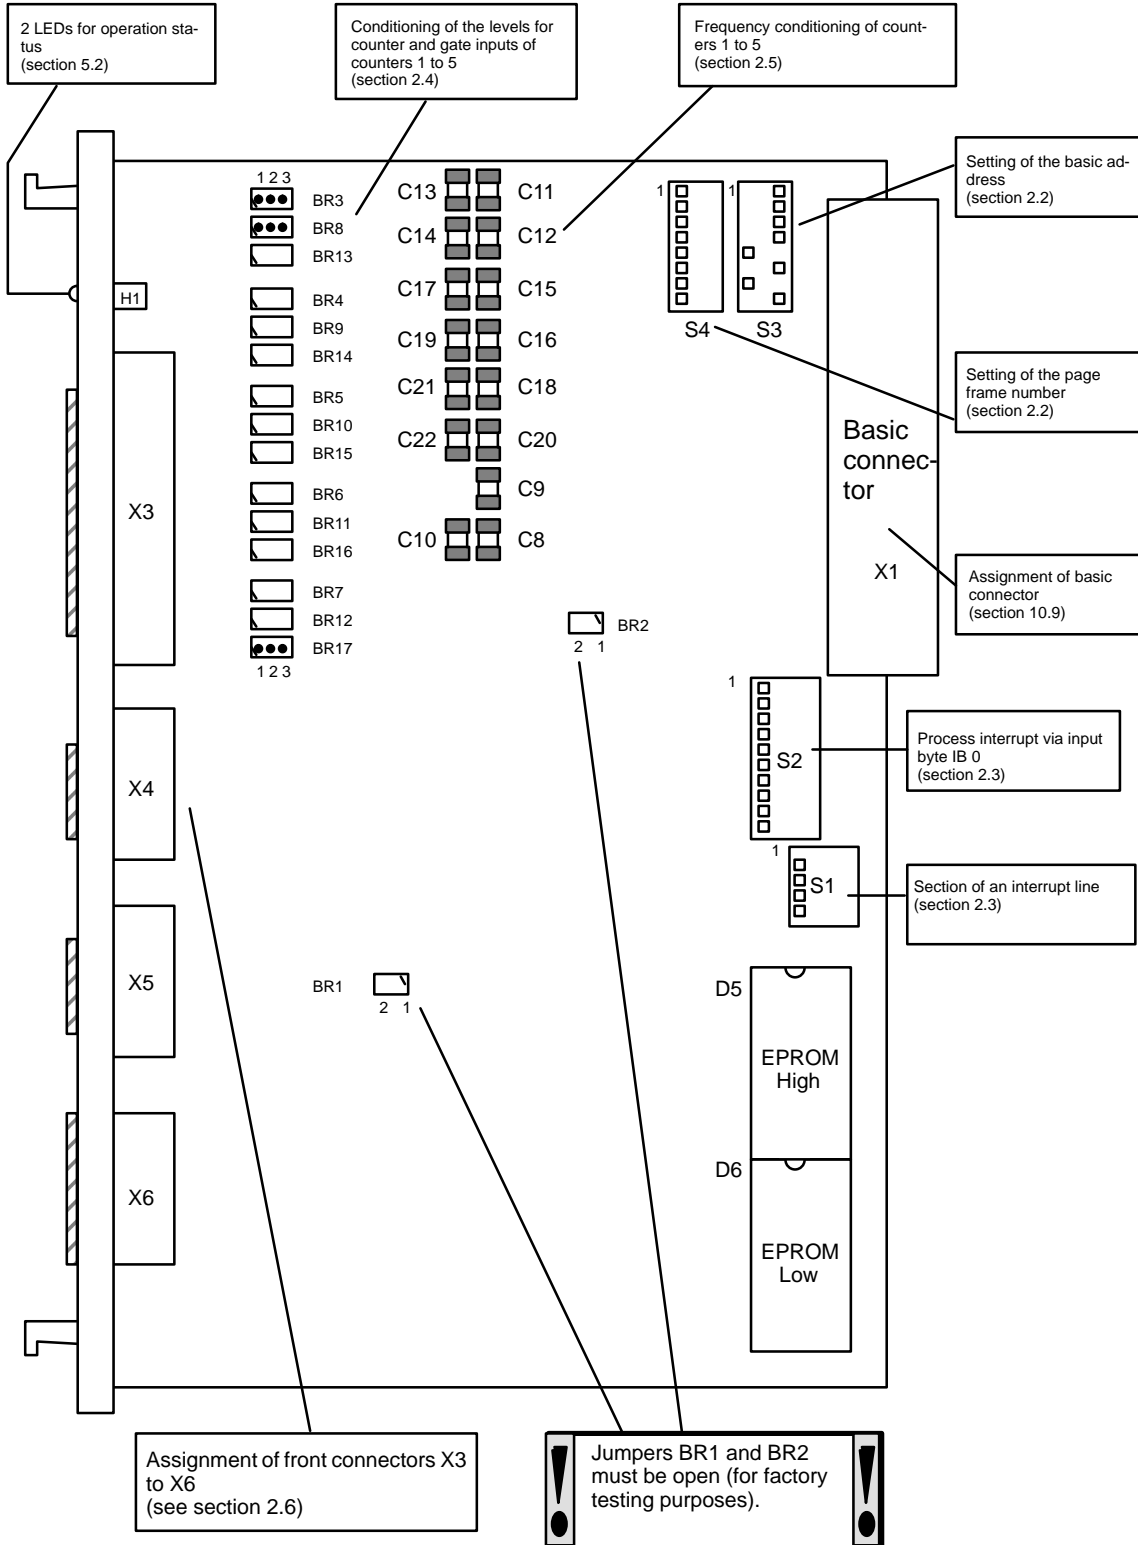 2 LEDs for operation sta-
tus
(section 5.2)
Conditioning of the levels for
counter and gate inputs of
counters 1 to 5
(section 2.4)
Frequency conditioning of count-
ers 1 to 5
(section 2.5)
Setting of the basic ad-
dress
(section 2.2)
1 2 3
BR3
BR8
BR13
BR4
BR9
BR14
BR5
BR10
BR15
BR6
BR11
BR16
BR7
BR12
BR17
1 2 3
C13
C11
C14
C12
C17
C15
C19
C16
C21
C18
C22
C20
C9
C10
C8
1
1
S4
S3
H1
Setting of the page
frame number
(section 2.2)
Basic
connec-
tor
X1
Assignment of basic
connector
(section 10.9)
X3
BR2
2 1
1
S2
Process interrupt via input
byte IB 0
(section 2.3)
X4
1
S1
Section of an interrupt line
(section 2.3)
X5
BR1
2 1
D5
EPROM
High
D6
EPROM
Low
X6
Assignment of front connectors X3
to X6
(see section 2.6)
! Jumpers BR1 and BR2 !
must be open (for factory
testing purposes).